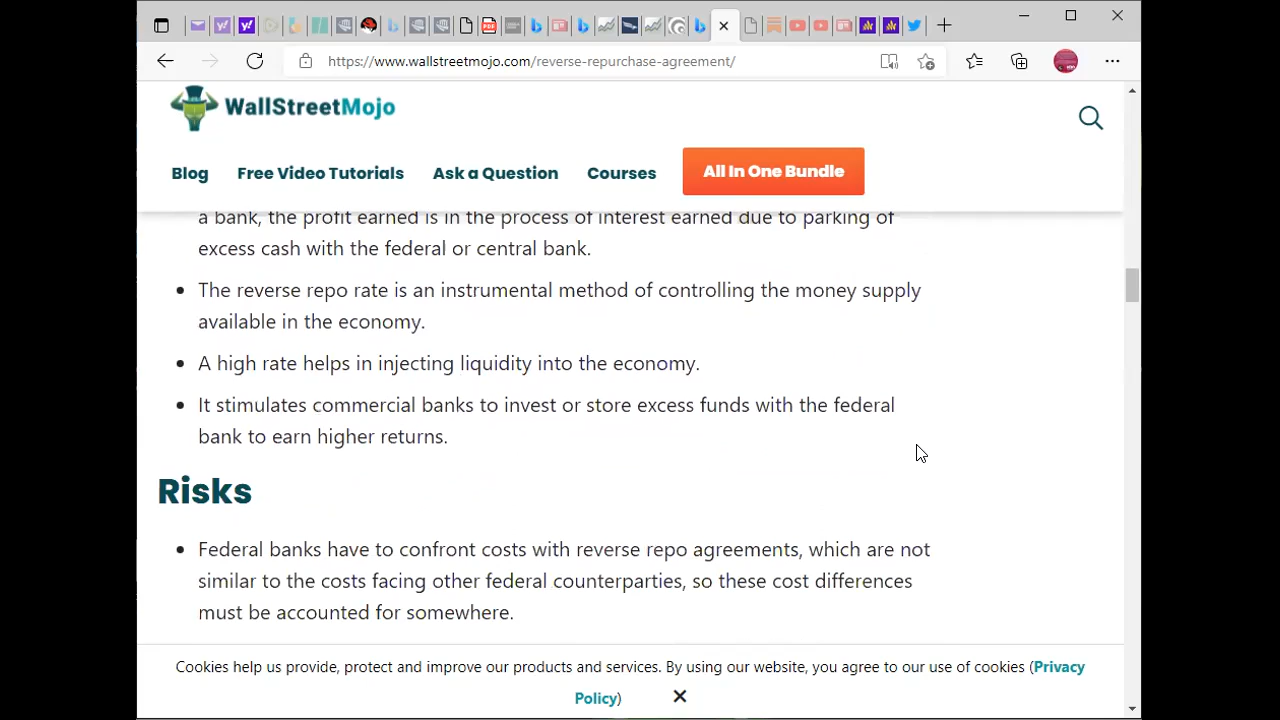 https://www.wallstreetmojo.com/reverse-repurchase-agreement/
WallStreetMojo
Blog Free Video Tutorials Ask a Question Courses All In One Bundle
a bank, the profit earned is in the process of interest earned due to parking of
excess cash with the federal or central bank.
The reverse repo rate is an instrumental method of controlling the money supply
available in the economy.
A high rate helps in injecting liquidity into the economy.
It stimulates commercial banks to invest or store excess funds with the federal
bank to earn higher returns.
Risks
Federal banks have to confront costs with reverse repo agreements, which are not
similar to the costs facing other federal counterparties, so these cost differences
must be accounted for somewhere.
Cookies help us provide, protect and improve our products and services. By using our website, you agree to our use of cookies (Privacy
Policy)